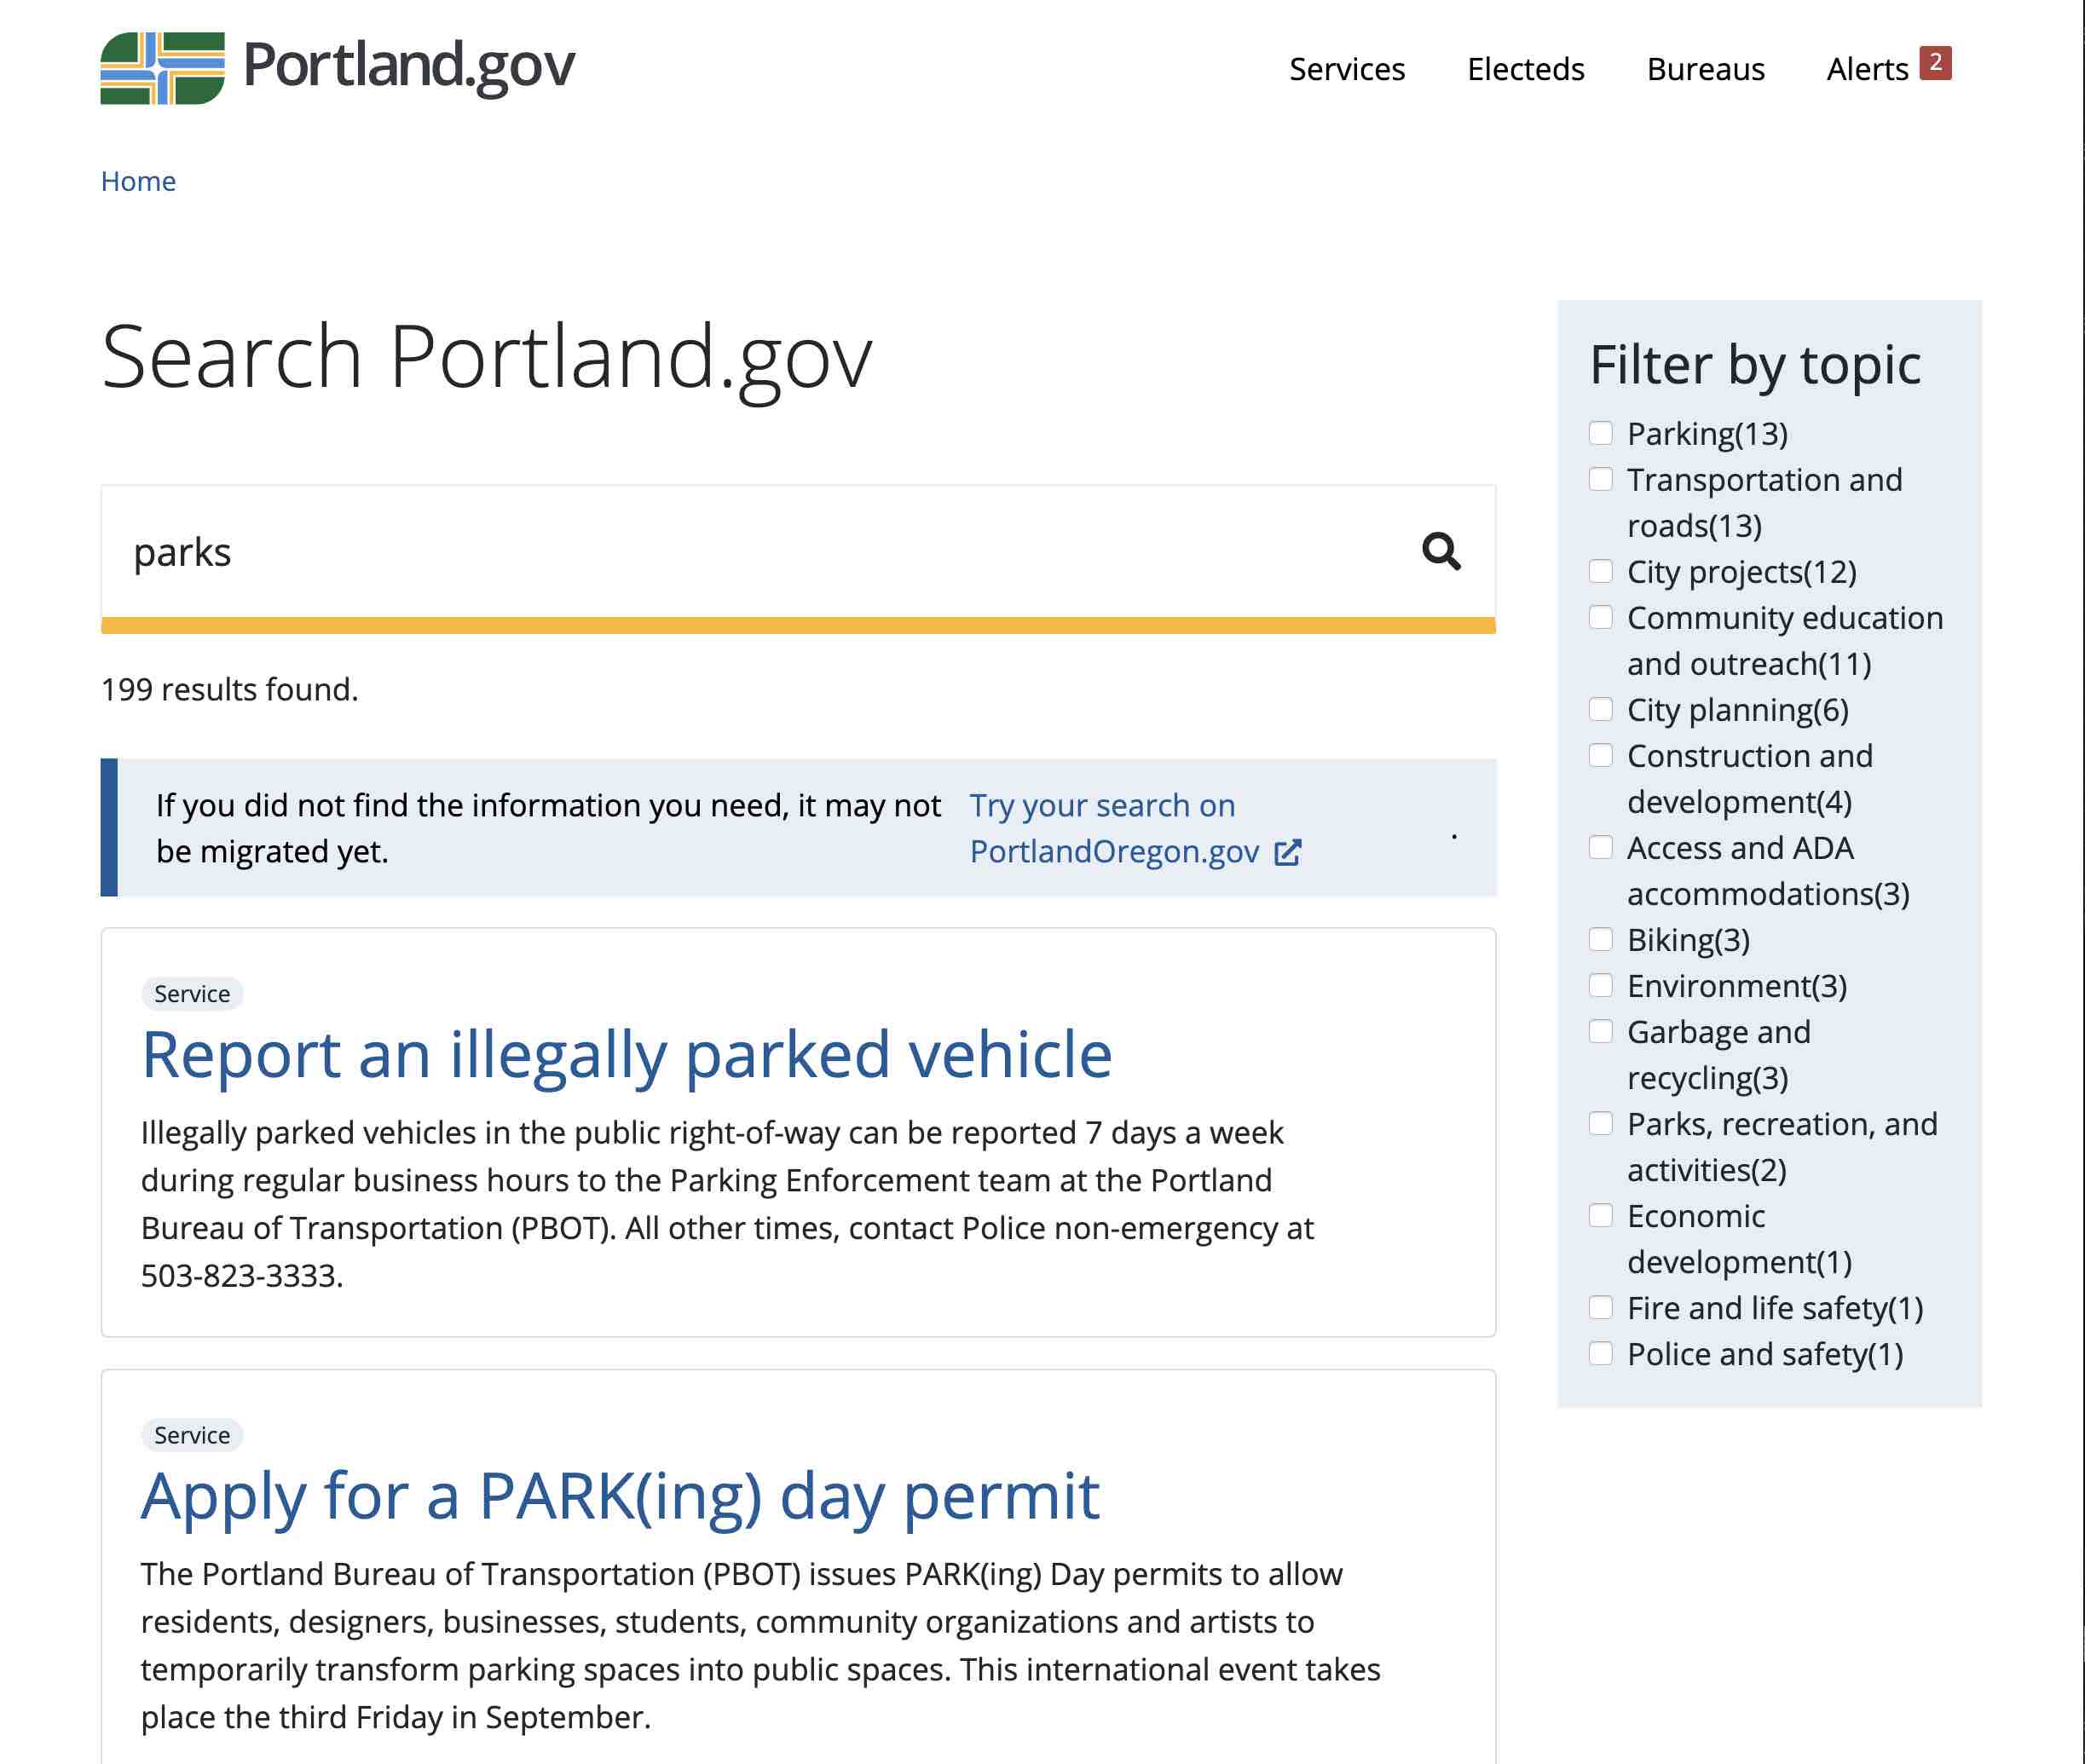 Portland.gov
Services
Electeds
Bureaus
Alerts 2
Home
Search Portland.gov
parks
199 results found.
If you did not find the information you need, it may not
be migrated yet.
Try your search on
PortlandOregon.gov
.
Service
Report an illegally parked vehicle
Illegally parked vehicles in the public right-of-way can be reported 7 days a week
during regular business hours to the Parking Enforcement team at the Portland
Bureau of Transportation (PBOT). All other times, contact Police non-emergency at
503-823-3333.
Service
Apply for a PARK(ing) day permit
The Portland Bureau of Transportation (PBOT) issues PARK(ing) Day permits to allow
residents, designers, businesses, students, community organizations and artists to
temporarily transform parking spaces into public spaces. This international event takes
place the third Friday in September.
Filter by topic
Parking(13)
Transportation and
roads(13)
City projects(12)
Community education
and outreach(11)
City planning(6)
Construction and
development(4)
Access and ADA
accommodations(3)
Biking(3)
Environment(3)
Garbage and
recycling(3)
Parks, recreation, and
activities(2)
Economic
development(1)
Fire and life safety(1)
Police and safety(1)